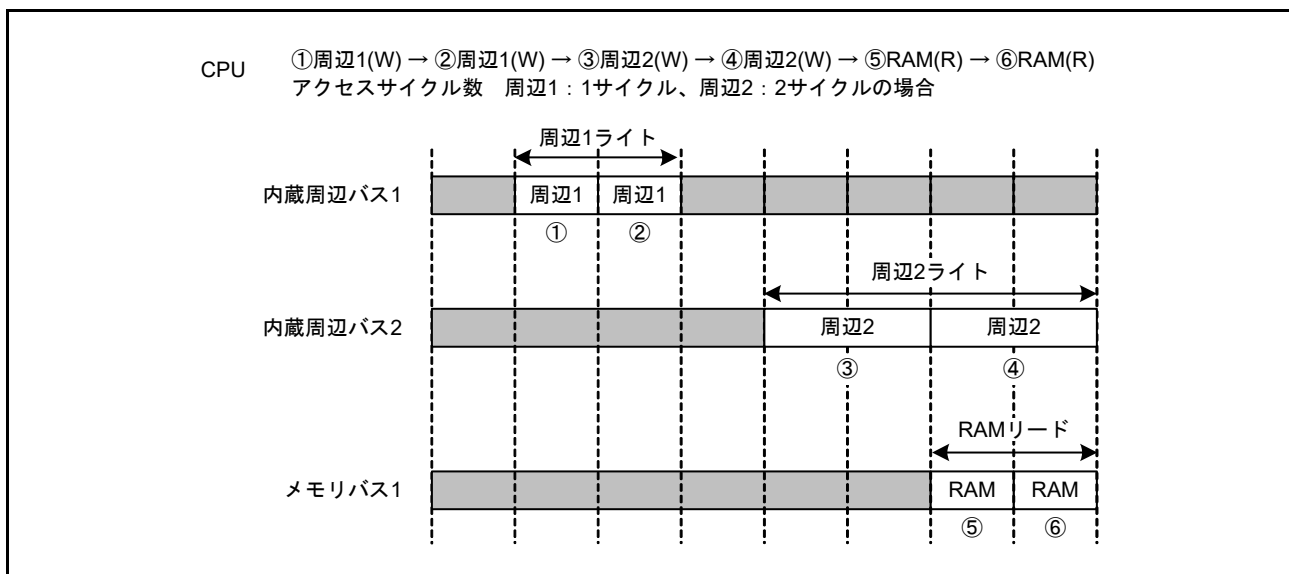 CPU ①周辺1(W) → ②周辺1(W) → ③周辺2(W) → ④周辺2(W) → ⑤RAM(R) → ⑥RAM(R)
アクセスサイクル数 周辺1：1サイクル、周辺2：2サイクルの場合
周辺1ライト
内蔵周辺バス1 周辺1 周辺1
① ②
周辺2ライト
内蔵周辺バス2 周辺2 周辺2
③ ④
RAMリード
メモリバス1 RAM RAM
⑤ ⑥